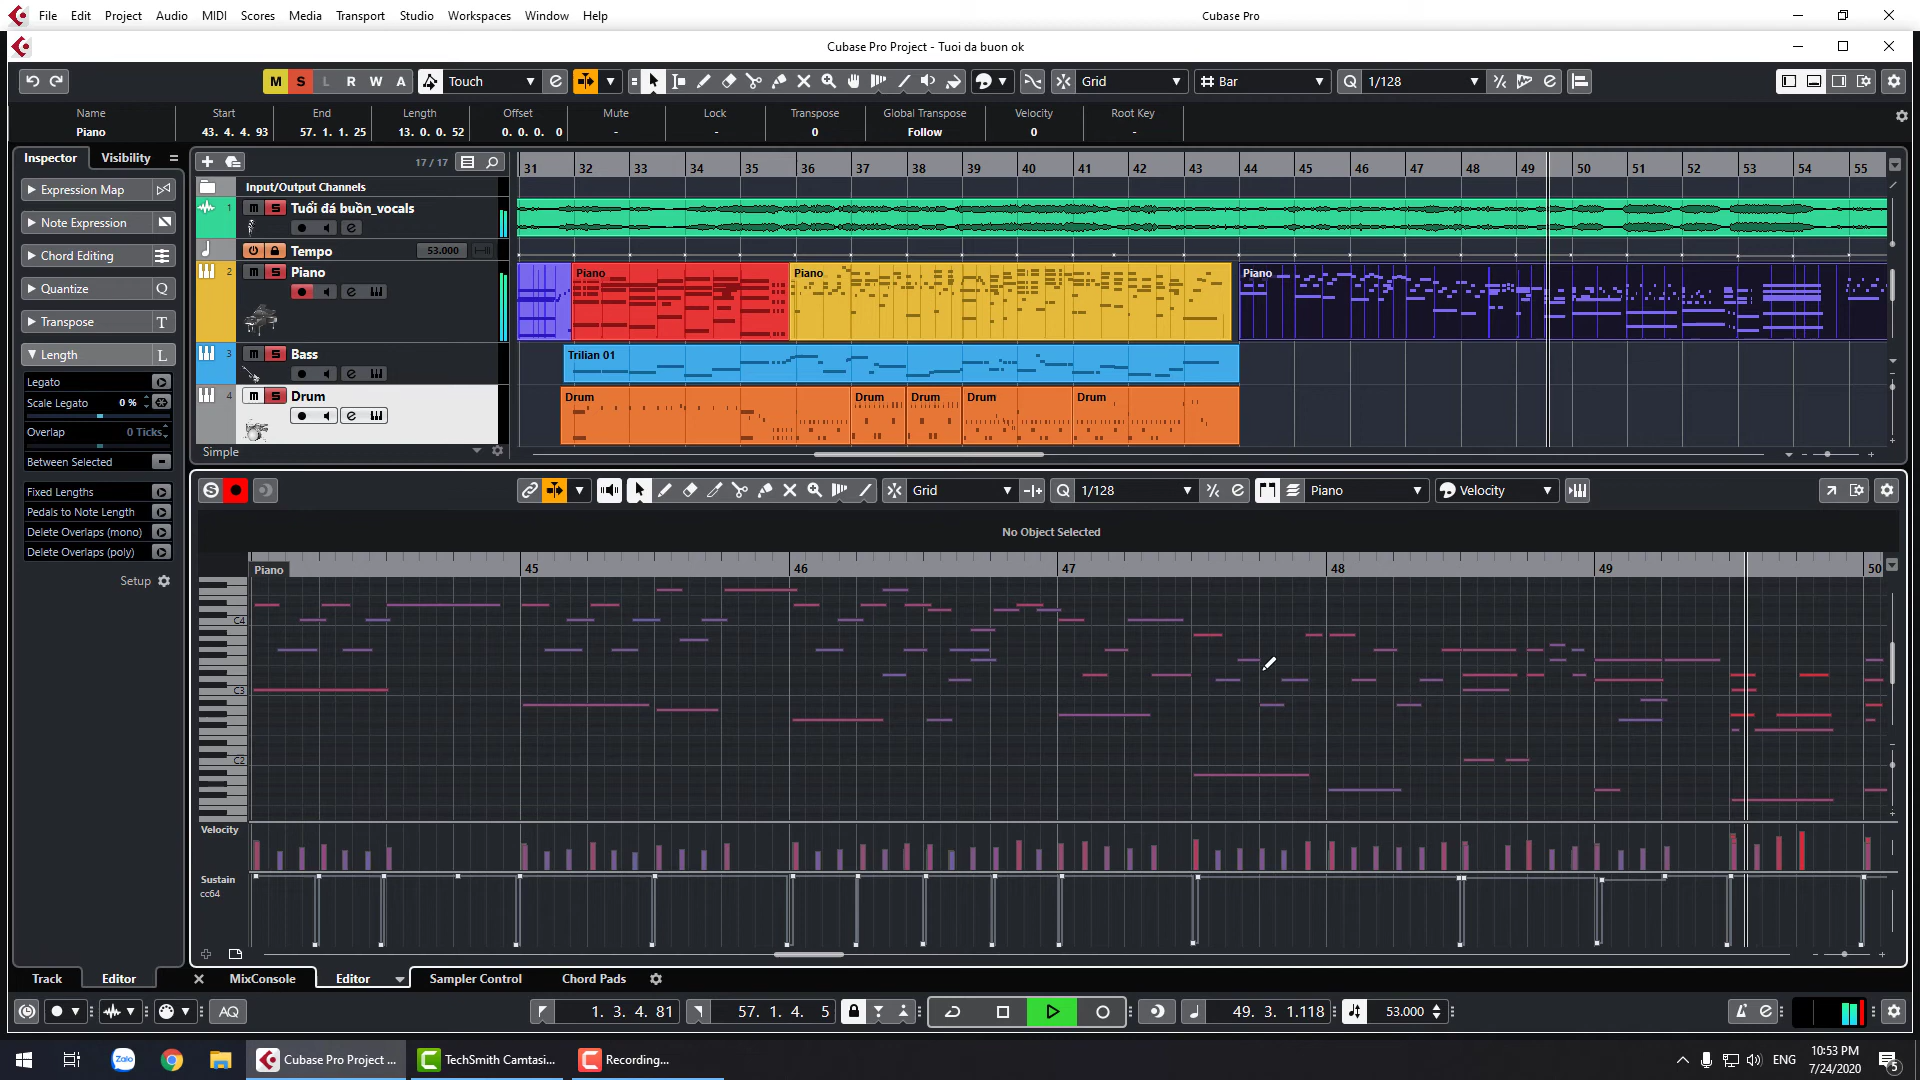 File Edit Project Audio MIDI Scores Media Transport Studio Workspaces Window Help
Cubase Pro
Cubase Pro Project - Tuoi da buon ok
M S L R W A Touch Grid Bar Q 1/128
Name Start End Length Offset Mute Lock Transpose Global Transpose Velocity Root Key
Piano 43. 4. 4. 93 57. 1. 1. 25 13. 0. 0. 52 0. 0. 0. 0 - - 0 Follow 0 -
Inspector Visibility
17 / 17
31 32 33 34 35 36 37 38 39 40 41 42 43 44 45 46 47 48 49 50 51 52 53 54 55
Input/Output Channels
Expression Map
1 M S Tuổi đá buồn_vocals
Note Expression
Tempo 53.000
Chord Editing
2 M S Piano
Piano Piano Piano
Quantize Q
Transpose T
Length L
3 M S Bass
Trilian 01
Legato
Scale Legato 0 %
4 M S Drum
Drum Drum Drum Drum Drum
Overlap 0 Ticks
Simple
Between Selected
Fixed Lengths
Pedals to Note Length
Delete Overlaps (mono)
Delete Overlaps (poly)
Setup
S Grid Q 1/128 Piano Velocity
No Object Selected
Piano 45 46 47 48 49 50
C4
C3
C2
Velocity
Sustain
cc64
Track Editor
MixConsole Editor Sampler Control Chord Pads
AQ
1. 3. 4. 81 57. 1. 4. 5 49. 3. 1.118 53.000
Zalo
Cubase Pro Project ...
TechSmith Camtasi...
Recording...
ENG
10:53 PM
7/24/2020
5